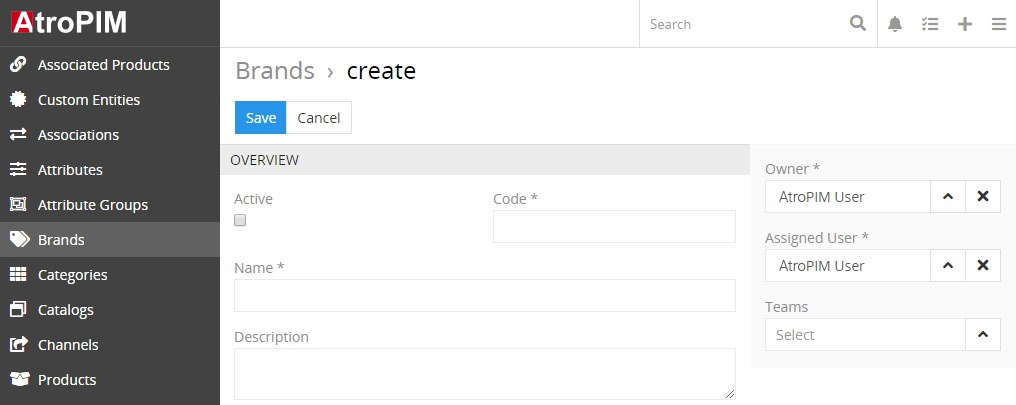 AtroPIM
Search
Associated Products
Custom Entities
Associations
Attributes
Attribute Groups
Brands
Categories
Catalogs
Channels
Products
Brands › create
Save Cancel
OVERVIEW
Active
Code *
Name *
Description
Owner *
AtroPIM User
Assigned User *
AtroPIM User
Teams
Select